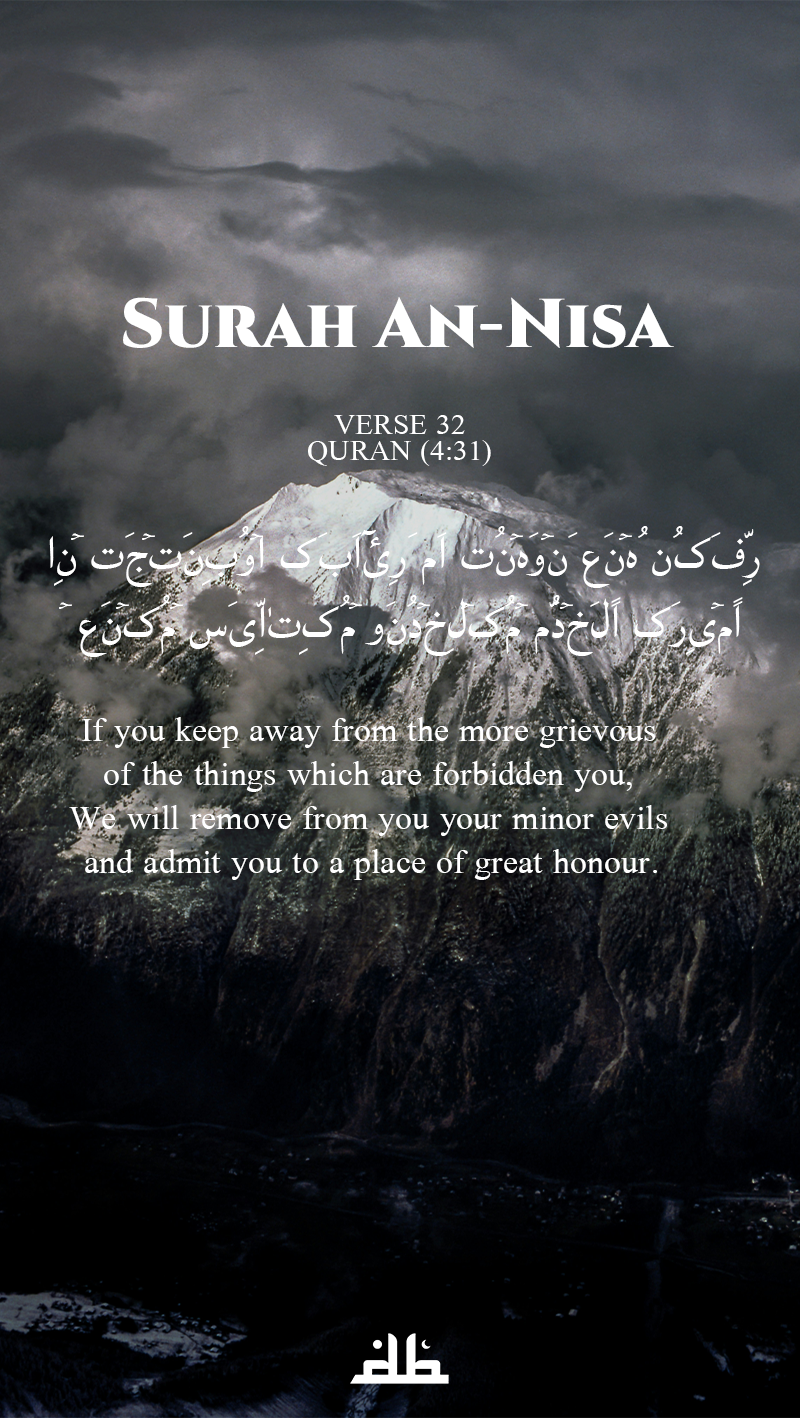 SURAH AN-NISA
VERSE 32
QURAN (4:31)
رِّفَکُن ُهۡنَع َنۡوَهۡنُت اَم َرِئٓاَبَک اۡوُبِنَتۡجَت ۡنِا
اًمۡیِرَک اًلَخۡدُّم ۡمُکۡلِخۡدُنَو ۡمُکِتٰاِّیَس ۡمُکۡنَع
If you keep away from the more grievous
of the things which are forbidden you,
We will remove from you your minor evils
and admit you to a place of great honour.